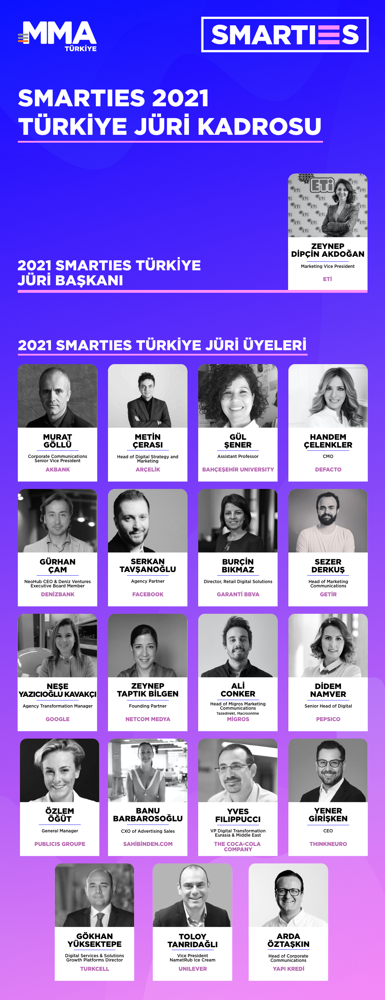 MMA
TÜRKİYE
SMARTIES
SMARTIES 2021
TÜRKİYE JÜRİ KADROSU
ETİ
ZEYNEP
DİPÇİN AKDOĞAN
Marketing Vice President
ETİ
2021 SMARTIES TÜRKİYE
JÜRİ BAŞKANI
2021 SMARTIES TÜRKİYE JÜRİ ÜYELERİ
MURAT
GÖLLÜ
Corporate Communications
Senior Vice President
AKBANK
METİN
ÇERASI
Head of Digital Strategy and
Marketing
ARÇELİK
GÜL
ŞENER
Assistant Professor
BAHÇEŞEHİR UNIVERSITY
HANDEM
ÇELENKLER
CMO
DEFACTO
GÜRHAN
ÇAM
NeoHub CEO & Deniz Ventures
Executive Board Member
DENİZBANK
SERKAN
TAVŞANOĞLU
Agency Partner
FACEBOOK
BURÇİN
BIKMAZ
Director, Retail Digital Solutions
GARANTİ BBVA
SEZER
DERKUŞ
Head of Marketing
Communications
GETİR
NEŞE
YAZICIOĞLU KAVAKÇI
Agency Transformation Manager
GOOGLE
ZEYNEP
TAPTIK BİLGEN
Founding Partner
NETCOM MEDYA
ALİ
CONKER
Head of Migros Marketing
Communications
Tazedirekt, Macroonline
MİGROS
DİDEM
NAMVER
Senior Head of Digital
PEPSICO
ÖZLEM
ÖĞÜT
General Manager
PUBLICIS GROUPE
BANU
BARBAROSOĞLU
CXO of Advertising Sales
SAHİBİNDEN.COM
YVES
FILIPPUCCI
VP Digital Transformation
Eurasia & Middle East
THE COCA-COLA
COMPANY
YENER
GİRİŞKEN
CEO
THINKNEURO
GÖKHAN
YÜKSEKTEPE
Digital Services & Solutions
Growth Platforms Director
TURKCELL
TOLOY
TANRIDAĞLI
Vice President
NametRub Ice Cream
UNILEVER
ARDA
ÖZTAŞKIN
Head of Corporate
Communications
YAPI KREDİ